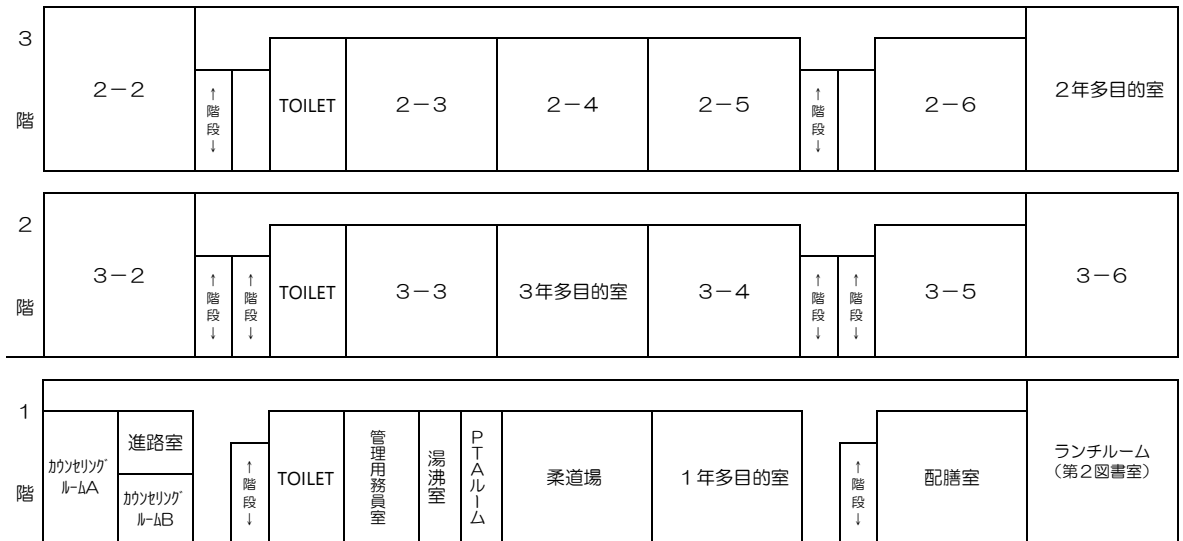 3
階
2-2
↑階段↓
TOILET
2-3
2-4
2-5
↑階段↓
2-6
2年多目的室
2
階
3-2
↑階段↓
↑階段↓
TOILET
3-3
3年多目的室
3-4
↑階段↓
↑階段↓
3-5
3-6
1
階
ｶｳﾝｾﾘﾝｸﾞ
ﾙｰﾑA
進路室
ｶｳﾝｾﾘﾝｸﾞ
ﾙｰﾑB
↑階段↓
TOILET
管理用務員室
湯沸室
PTAルーム
柔道場
1年多目的室
↑階段↓
配膳室
ランチルーム
(第2図書室)